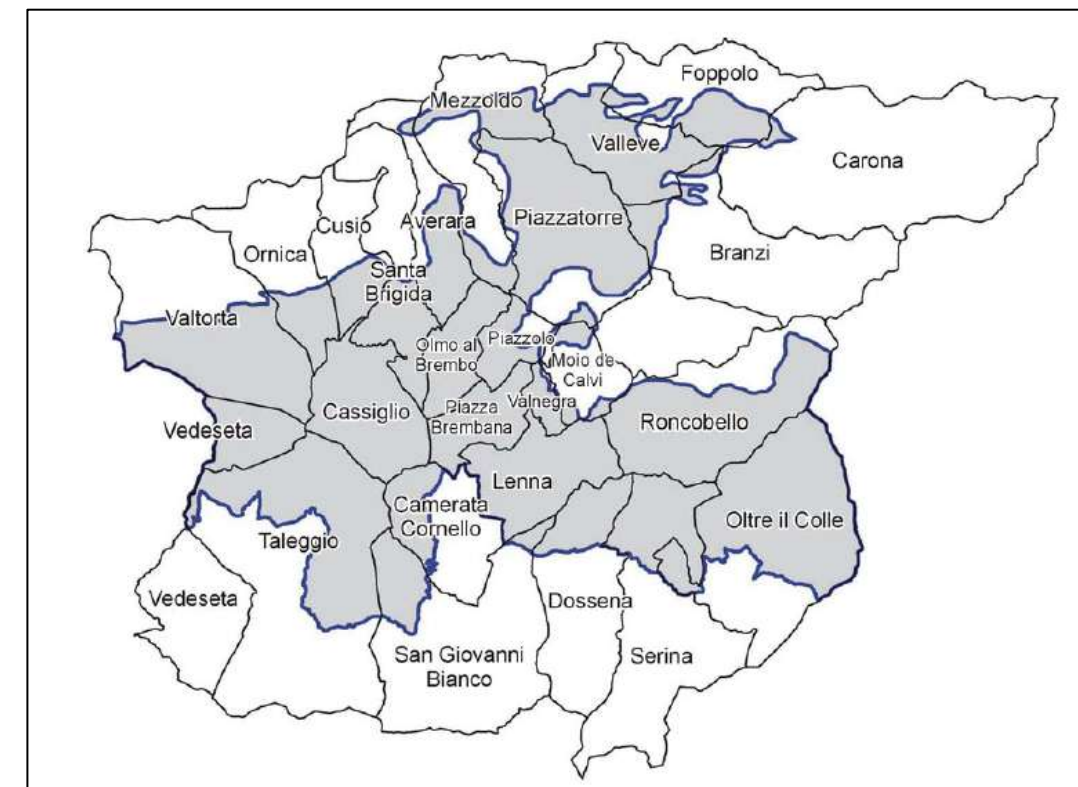 Foppolo
Mezzoldo
Valleve
Carona
Piazzatorre
Averara
Cusio
Ornica
Branzi
Santa
Brigida
Valtorta
Olmo al
Brembo
Piazzolo
Moio de
Calvi
Cassiglio
Piazza
Brembana
Valnegra
Roncobello
Vedeseta
Lenna
Camerata
Cornello
Oltre il Colle
Taleggio
Vedeseta
Dossena
San Giovanni
Bianco
Serina